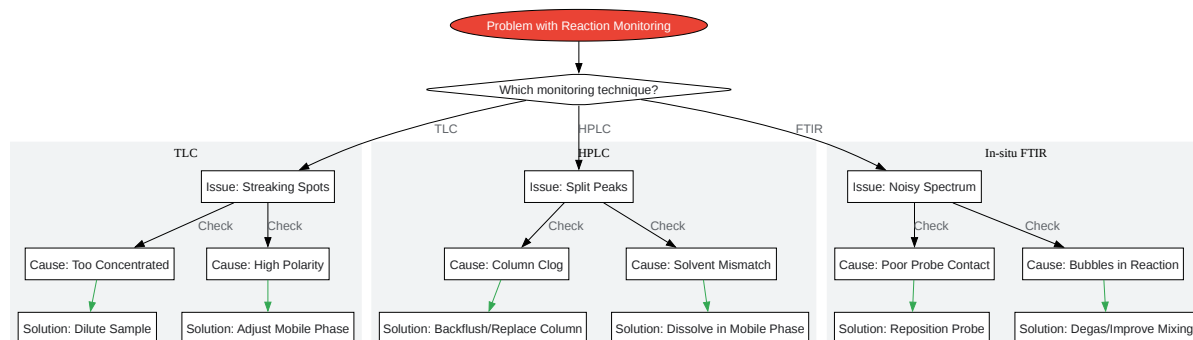 Problem with Reaction Monitoring
Which monitoring technique?
TLC
HPLC
FTIR
TLC
HPLC
In-situ FTIR
Issue: Streaking Spots
Issue: Split Peaks
Issue: Noisy Spectrum
Check
Check
Check
Check
Check
Check
Cause: Too Concentrated
Cause: High Polarity
Cause: Column Clog
Cause: Solvent Mismatch
Cause: Poor Probe Contact
Cause: Bubbles in Reaction
Solution: Dilute Sample
Solution: Adjust Mobile Phase
Solution: Backflush/Replace Column
Solution: Dissolve in Mobile Phase
Solution: Reposition Probe
Solution: Degas/Improve Mixing